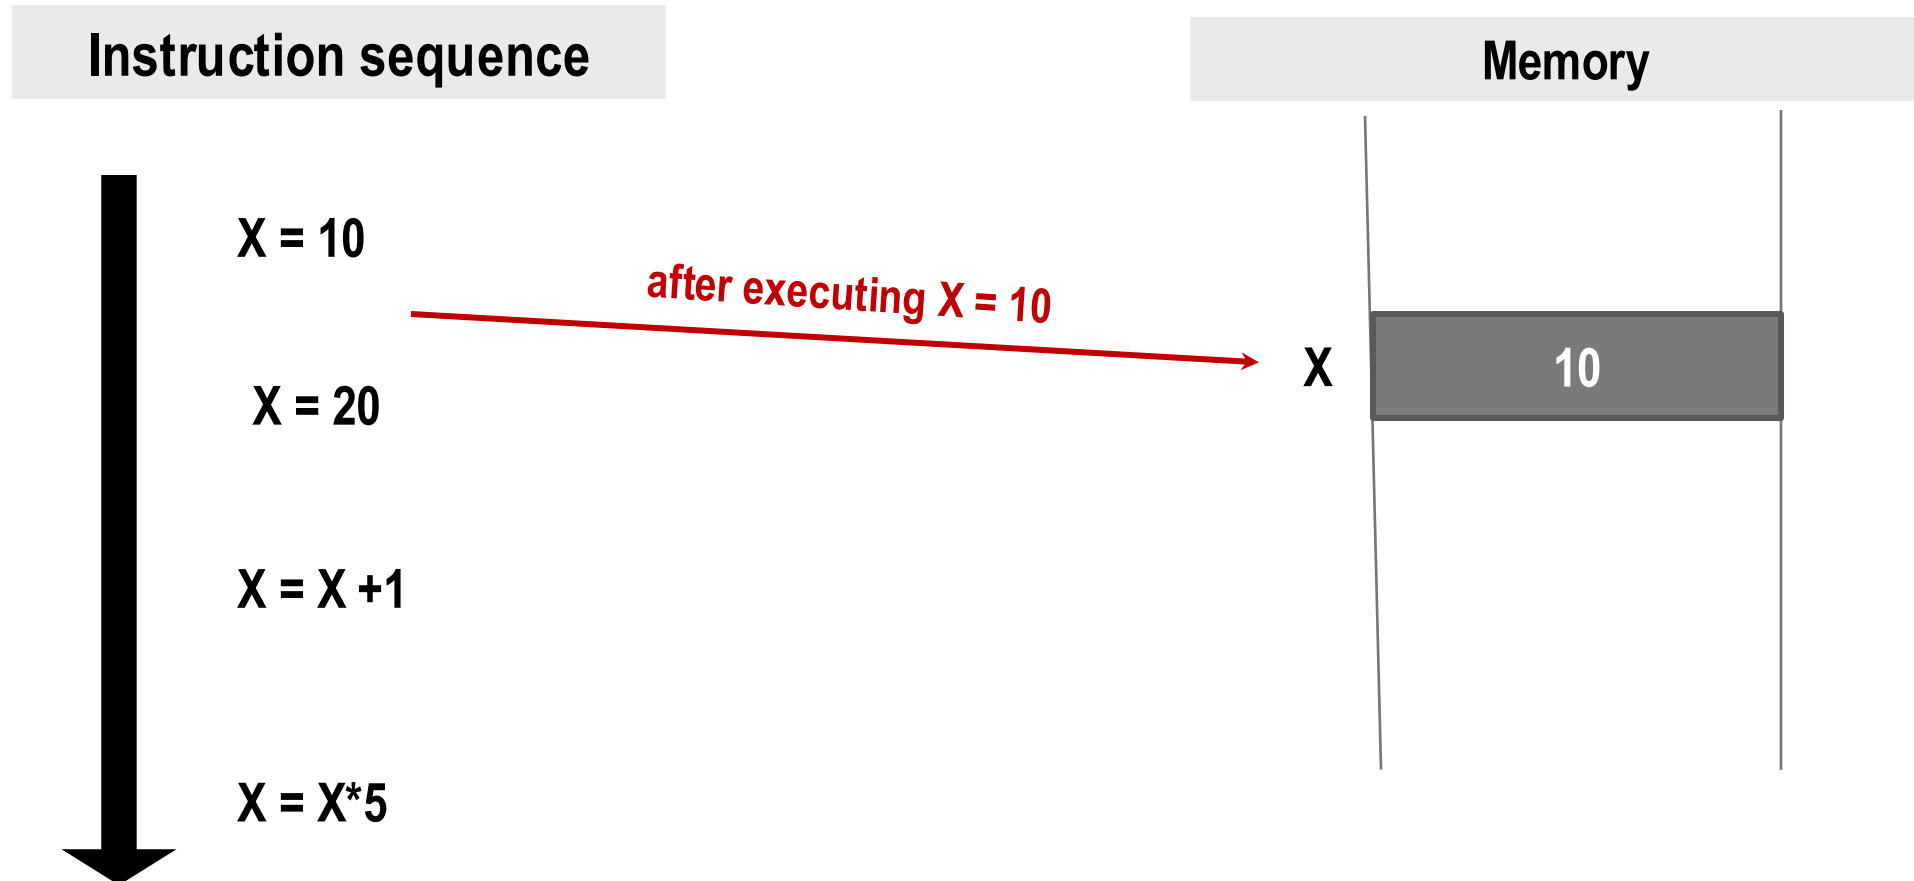 Instruction sequence
Memory
X = 10
after executing X = 10
X
10
X = 20
X = X +1
X = X*5